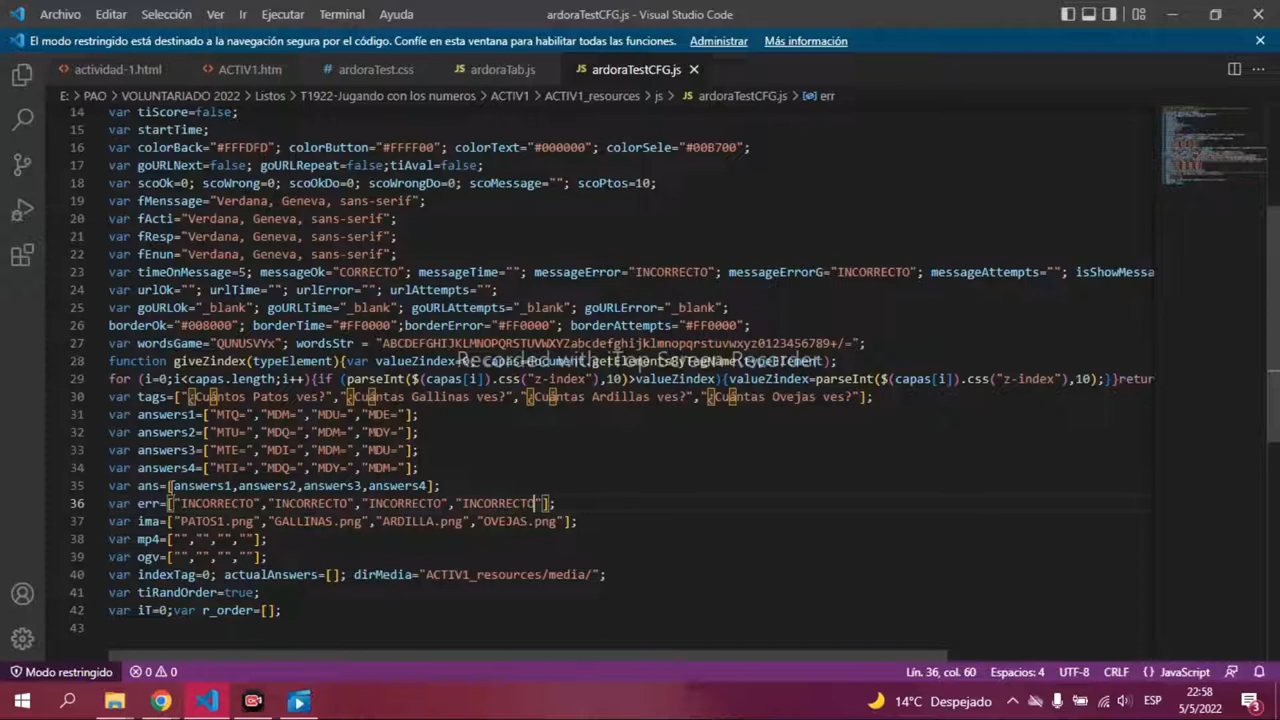 Archivo Editar Selección Ver Ir Ejecutar Terminal Ayuda ardoraTestCFG.js - Visual Studio Code
El modo restringido está destinado a la navegación segura por el código. Confíe en esta ventana para habilitar todas las funciones. Administrar Más información
actividad-1.html ACTIV1.htm ardoraTest.css ardoraTab.js ardoraTestCFG.js
E: > PAO > VOLUNTARIADO 2022 > Listos > T1922-Jugando con los numeros > ACTIV1 > ACTIV1_resources > js > ardoraTestCFG.js > err
14 var tiScore=false;
15 var startTime;
16 var colorBack="#FFFDFD"; colorButton="#FFFF00"; colorText="#000000"; colorSele="#00B700";
17 var goURLNext=false; goURLRepeat=false;tiAval=false;
18 var scoOk=0; scoWrong=0; scoOkDo=0; scoWrongDo=0; scoMessage=""; scoPtos=10;
19 var fMenssage="Verdana, Geneva, sans-serif";
20 var fActi="Verdana, Geneva, sans-serif";
21 var fResp="Verdana, Geneva, sans-serif";
22 var fEnun="Verdana, Geneva, sans-serif";
23 var timeOnMessage=5; messageOk="CORRECTO"; messageTime=""; messageError="INCORRECTO"; messageErrorG="INCORRECTO"; messageAttempts=""; isShowMessa
24 var urlOk=""; urlTime=""; urlError=""; urlAttempts="";
25 var goURLOk="_blank"; goURLTime="_blank"; goURLAttempts="_blank"; goURLError="_blank";
26 borderOk="#008000"; borderTime="#FF0000";borderError="#FF0000"; borderAttempts="#FF0000";
27 var wordsGame="QUNUSVYx"; wordsStr = "ABCDEFGHIJKLMNOPQRSTUVWXYZabcdefghijklmnopqrstuvwxyz0123456789+/=";
28 function giveZindex(typeElement){var valueZindex=0; capas=document.getElementsByTagName(typeElement);
Recorded with iTop Screen Recorder
29 for (i=0;i<capas.length;i++){if (parseInt($(capas[i]).css("z-index"),10)>valueZindex){valueZindex=parseInt($(capas[i]).css("z-index"),10);}}return
30 var tags=["¿Cuántos Patos ves?","¿Cuántas Gallinas ves?","¿Cuántas Ardillas ves?","¿Cuántas Ovejas ves?"];
31 var answers1=["MTQ=","MDM=","MDU=","MDE="];
32 var answers2=["MTU=","MDQ=","MDM=","MDY="];
33 var answers3=["MTE=","MDI=","MDM=","MDU="];
34 var answers4=["MTI=","MDQ=","MDY=","MDM="];
35 var ans=[answers1,answers2,answers3,answers4];
36 var err=["INCORRECTO","INCORRECTO","INCORRECTO","INCORRECTO"];
37 var ima=["PATOS1.png","GALLINAS.png","ARDILLA.png","OVEJAS.png"];
38 var mp4=["","","",""];
39 var ogv=["","","",""];
40 var indexTag=0; actualAnswers=[]; dirMedia="ACTIV1_resources/media/";
41 var tiRandOrder=true;
42 var iT=0;var r_order=[];
43
Modo restringido 0 0 Lín. 36, col. 60 Espacios: 4 UTF-8 CRLF {} JavaScript
14°C Despejado ESP 22:58
5/5/2022 3